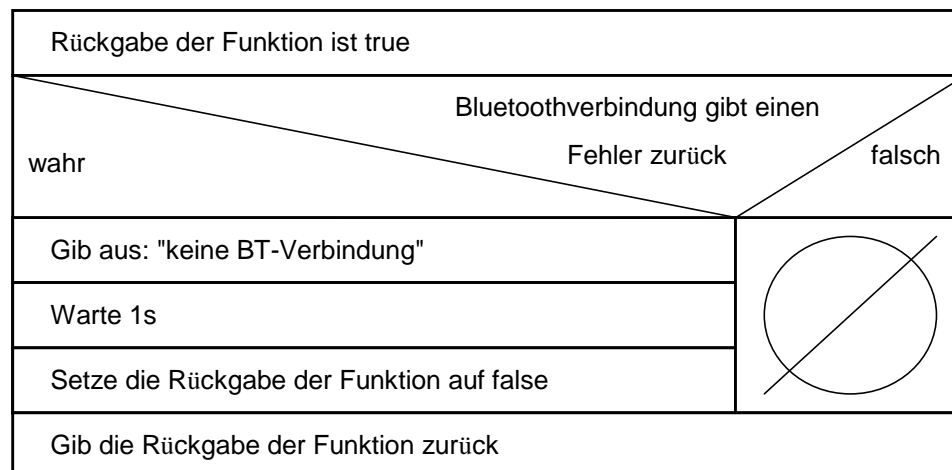 Rückgabe der Funktion ist true
Bluetoothverbindung gibt einen
Fehler zurück
wahr
falsch
Gib aus: "keine BT-Verbindung"
Warte 1s
Setze die Rückgabe der Funktion auf false
Gib die Rückgabe der Funktion zurück